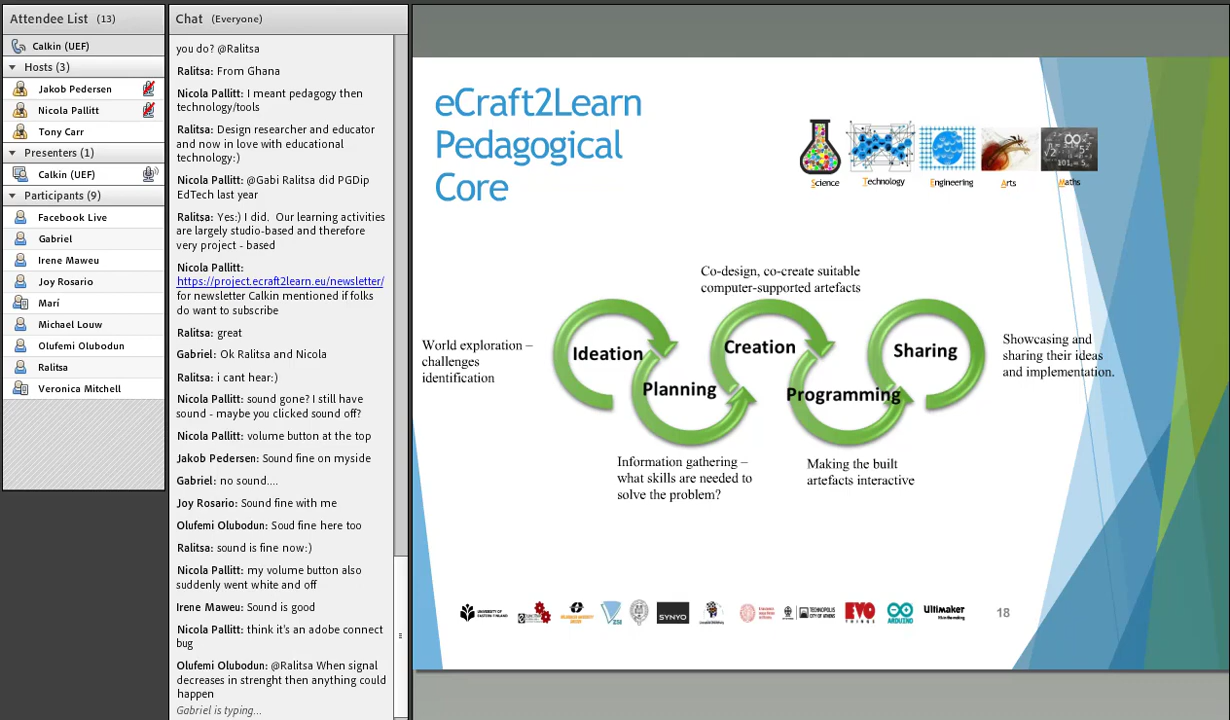 Attendee List (13)
Calkin (UEF)
Hosts (3)
Jakob Pedersen
Nicola Pallitt
Tony Carr
Presenters (1)
Calkin (UEF)
Participants (9)
Facebook Live
Gabriel
Irene Maweu
Joy Rosario
Marí
Michael Louw
Olufemi Olubodun
Ralitsa
Veronica Mitchell
Chat (Everyone)
you do? @Ralitsa
Ralitsa: From Ghana
Nicola Pallitt: I meant pedagogy then
technology/tools
Ralitsa: Design researcher and educator
and now in love with educational
technology:)
Nicola Pallitt: @Gabi Ralitsa did PGDip
EdTech last year
Ralitsa: Yes:) I did. Our learning activities
are largely studio-based and therefore
very project - based
Nicola Pallitt:
https://project.ecraft2learn.eu/newsletter/
for newsletter Calkin mentioned if folks
do want to subscribe
Ralitsa: great
Gabriel: Ok Ralitsa and Nicola
Ralitsa: i cant hear:)
Nicola Pallitt: sound gone? I still have
sound - maybe you clicked sound off?
Nicola Pallitt: volume button at the top
Jakob Pedersen: Sound fine on myside
Gabriel: no sound....
Joy Rosario: Sound fine with me
Olufemi Olubodun: Soud fine here too
Ralitsa: sound is fine now:)
Nicola Pallitt: my volume button also
suddenly went white and off
Irene Maweu: Sound is good
Nicola Pallitt: think it's an adobe connect
bug
Olufemi Olubodun: @Ralitsa When signal
decreases in strenght then anything could
happen
Gabriel is typing...
eCraft2Learn
Pedagogical
Core
Science
Technology
Engineering
Arts
Maths
Co-design, co-create suitable
computer-supported artefacts
World exploration –
challenges
identification
Ideation
Planning
Creation
Programming
Sharing
Showcasing and
sharing their ideas
and implementation.
Information gathering –
what skills are needed to
solve the problem?
Making the built
artefacts interactive
UNIVERSITY OF
EASTERN FINLAND
ZSI
SYNYO
TECHNOPOLIS
CITY OF ATHENS
EVO
THINGS
ARDUINO
Ultimaker
18